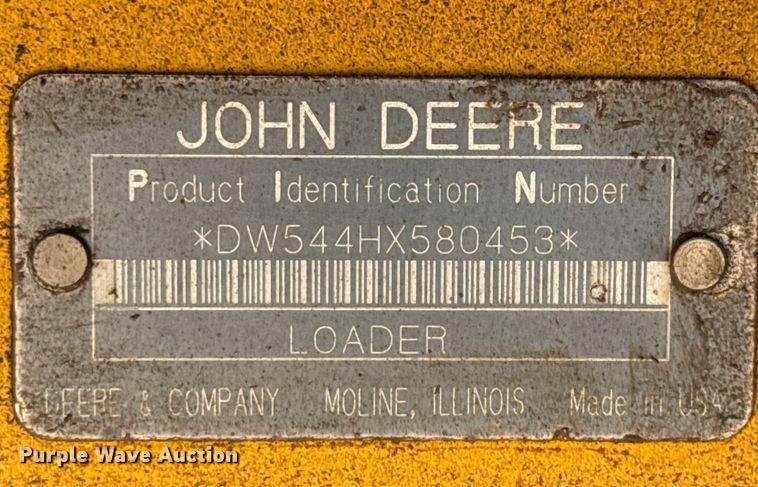 JOHN DEERE
Product Identification Number
*DW544HX580453*
LOADER
DEERE & COMPANY MOLINE, ILLINOIS Made in USA
Purple Wave Auction